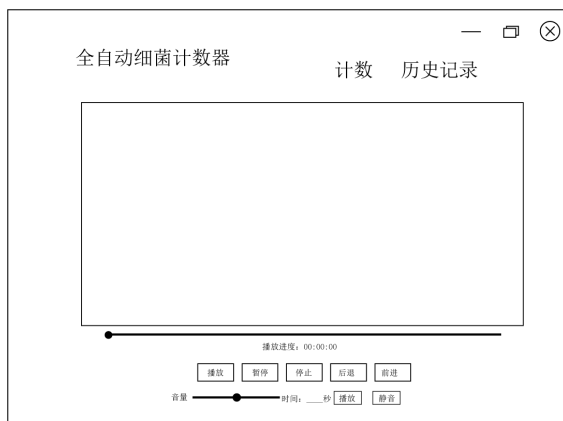 全自动细菌计数器
计数 历史记录
播放进度：00:00:00
播放 暂停 停止 后退 前进
音量 时间：____秒 播放 静音